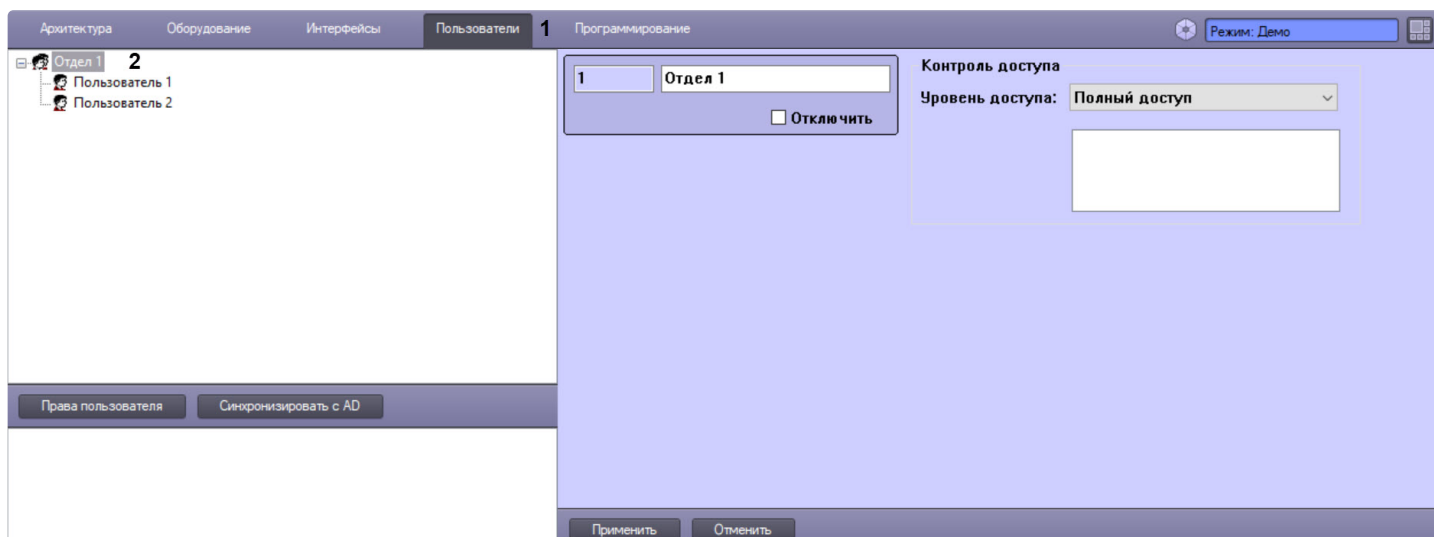 Архитектура Оборудование Интерфейсы Пользователи 1 Программирование Режим: Демо
Отдел 1 2
Пользователь 1
Пользователь 2
1 Отдел 1
Отключить
Контроль доступа
Уровень доступа: Полный доступ
Права пользователя Синхронизировать с AD
Применить Отменить